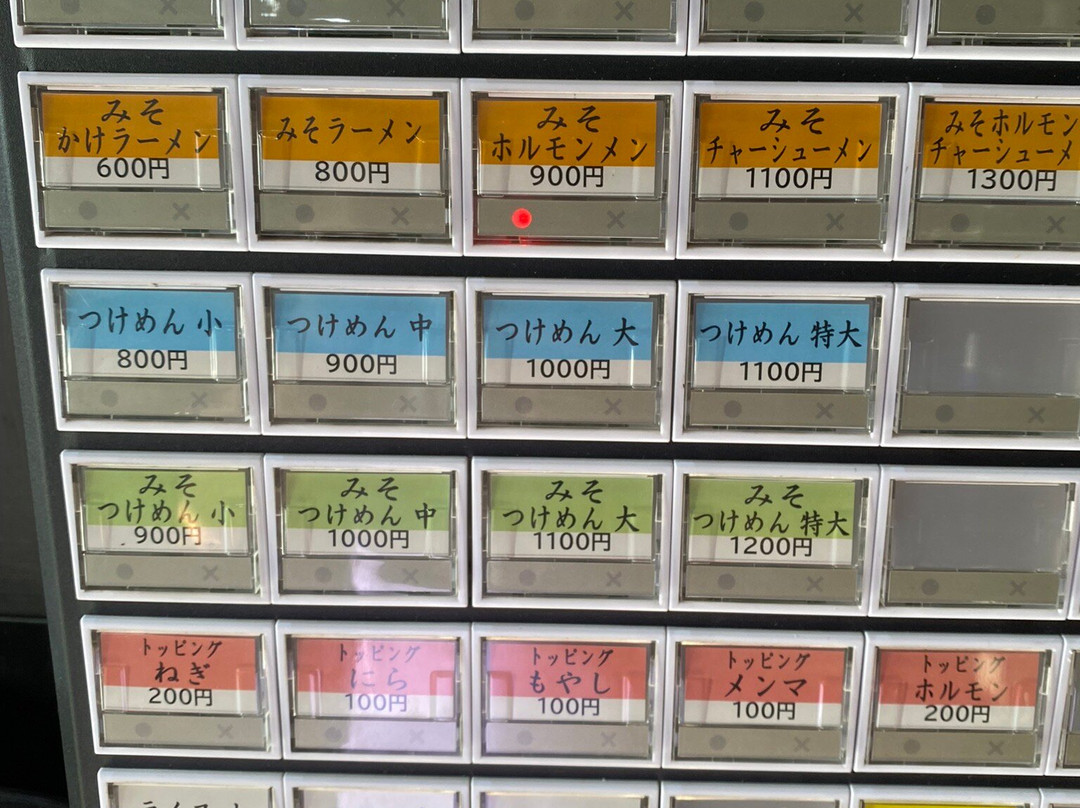 みそ
かけラーメン
600円
みそラーメン
800円
みそ
ホルモンメン
900円
みそ
チャーシューメン
1100円
みそホルモン
チャーシューメ
1300円
つけめん 小
800円
つけめん 中
900円
つけめん 大
1000円
つけめん 特大
1100円
みそ
つけめん 小
900円
みそ
つけめん 中
1000円
みそ
つけめん 大
1100円
みそ
つけめん 特大
1200円
トッピング
ねぎ
200円
トッピング
にら
100円
トッピング
もやし
100円
トッピング
メンマ
100円
トッピング
ホルモン
200円